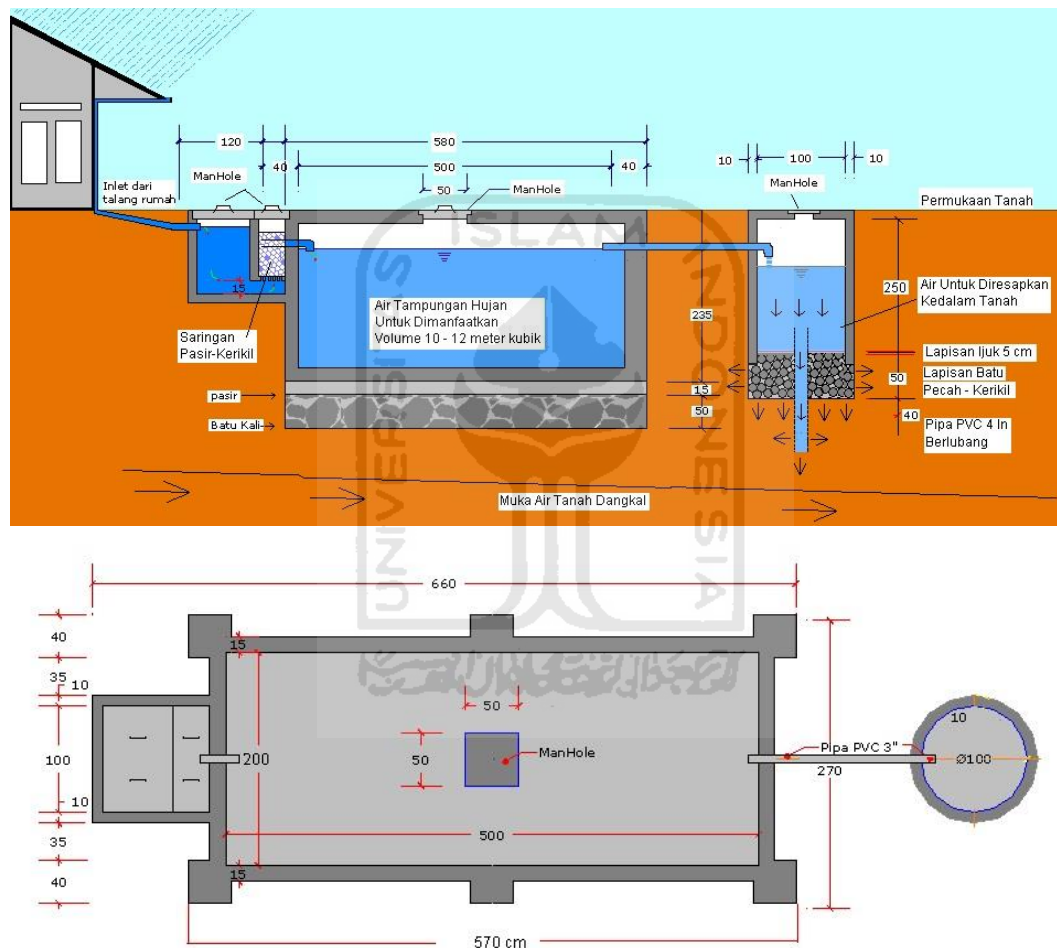 120
580
40
500
40
10
100
10
ManHole
50
ManHole
ManHole
Inlet dari
talang rumah
Permukaan Tanah
ISLAM
UNIVERSITAS
INDONESIA
15
Air Tampungan Hujan
Untuk Dimanfaatkan
Volume 10 - 12 meter kubik
235
250
Air Untuk Diresapkan
Kedalam Tanah
Saringan
Pasir-Kerikil
Lapisan Ijuk 5 cm
Lapisan Batu
Pecah - Kerikil
pasir
15
50
50
40
Batu Kali
Pipa PVC 4 In
Berlubang
Muka Air Tanah Dangkal
660
40
15
35
10
50
10
100
200
50
ManHole
Pipa PVC 3"
Ø100
270
10
500
35
15
40
570 cm